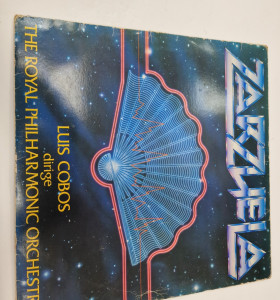 ZARZUELA
LUIS COBOS
dirige
THE ROYAL PHILHARMONIC ORCHESTRA